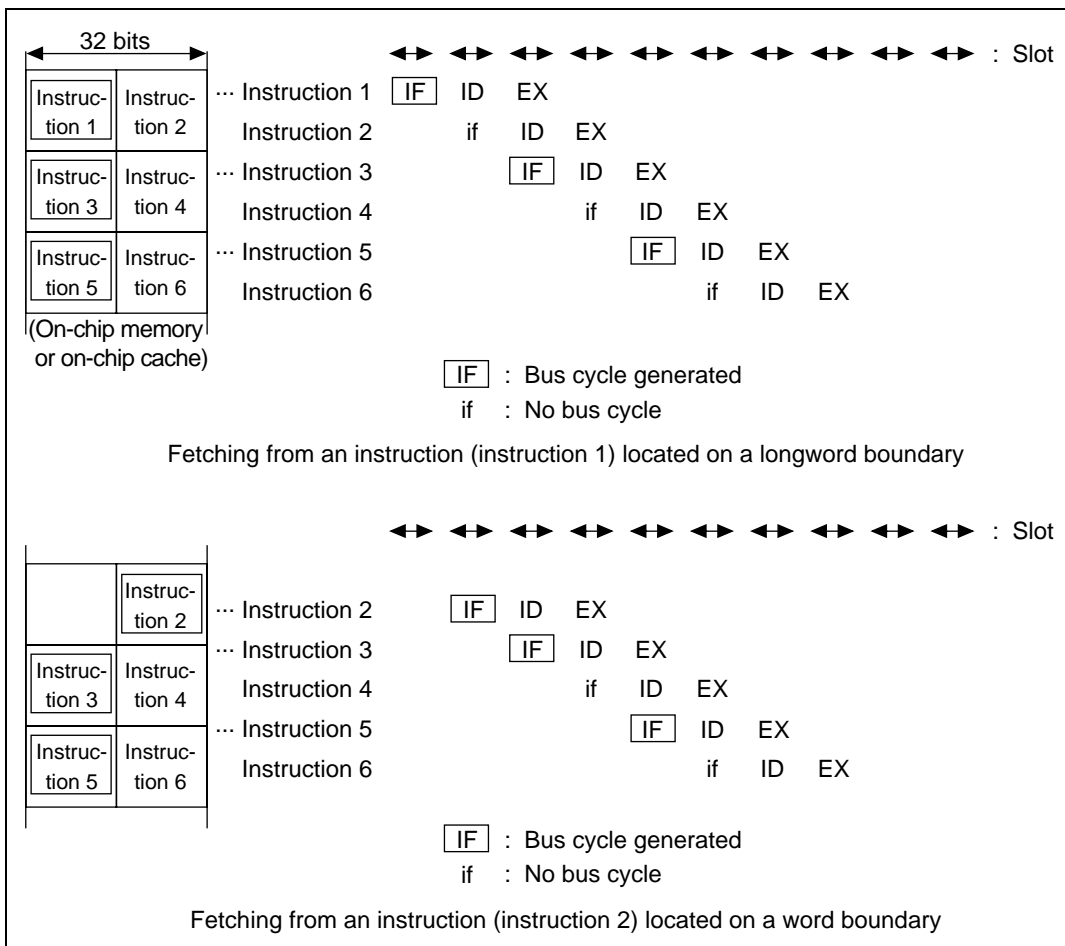 32 bits
: Slot
Instruc-
tion 1
Instruc-
tion 2
··· Instruction 1 IF ID EX
Instruction 2 if ID EX
Instruc-
tion 3
Instruc-
tion 4
··· Instruction 3 IF ID EX
Instruction 4 if ID EX
Instruc-
tion 5
Instruc-
tion 6
··· Instruction 5 IF ID EX
Instruction 6 if ID EX
(On-chip memory
or on-chip cache)
IF : Bus cycle generated
if : No bus cycle
Fetching from an instruction (instruction 1) located on a longword boundary
: Slot
Instruc-
tion 2
··· Instruction 2 IF ID EX
··· Instruction 3 IF ID EX
Instruc-
tion 3
Instruc-
tion 4
Instruction 4 if ID EX
··· Instruction 5 IF ID EX
Instruc-
tion 5
Instruc-
tion 6
Instruction 6 if ID EX
IF : Bus cycle generated
if : No bus cycle
Fetching from an instruction (instruction 2) located on a word boundary